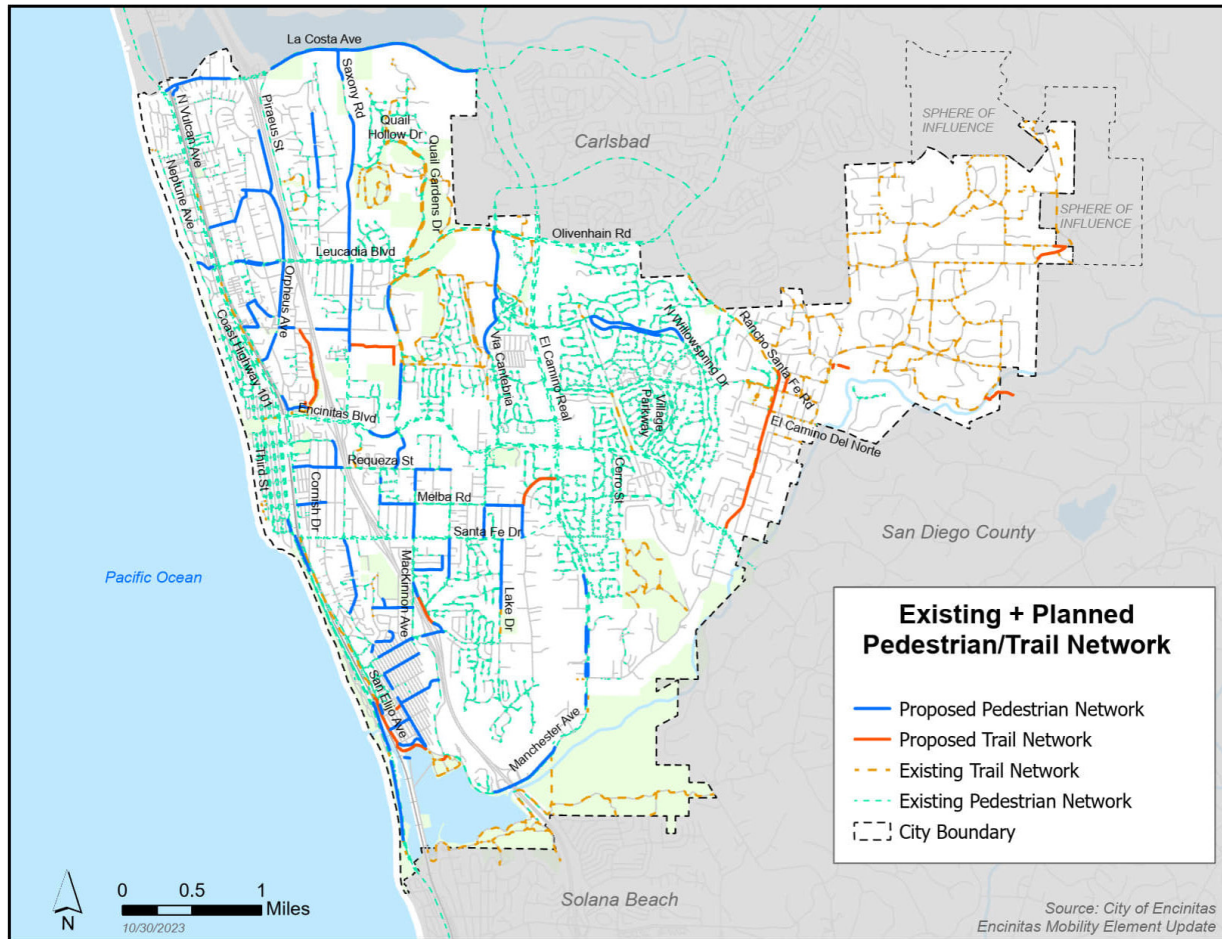 La Costa Ave
Saxony Rd
Piraeus St
N Vulcan Ave
Neptune Ave
Quail
Hollow Dr
Quail Gardens Dr
Carlsbad
SPHERE OF
INFLUENCE
SPHERE OF
INFLUENCE
Olivenhain Rd
Leucadia Blvd
Orpheus Ave
Coast Highway 101
Via Cantebria
El Camino Real
N Willowspring Dr
Rancho Santa Fe Rd
Village
Parkway
El Camino Del Norte
Encinitas Blvd
Third St
Cornish Dr
Requeza St
Melba Rd
Cerro St
Santa Fe Dr
MacKinnon Ave
Lake Dr
San Elijo Ave
Manchester Ave
Pacific Ocean
San Diego County
Solana Beach
Existing + Planned
Pedestrian/Trail Network
Proposed Pedestrian Network
Proposed Trail Network
Existing Trail Network
Existing Pedestrian Network
City Boundary
N
0 0.5 1
Miles
10/30/2023
Source: City of Encinitas
Encinitas Mobility Element Update